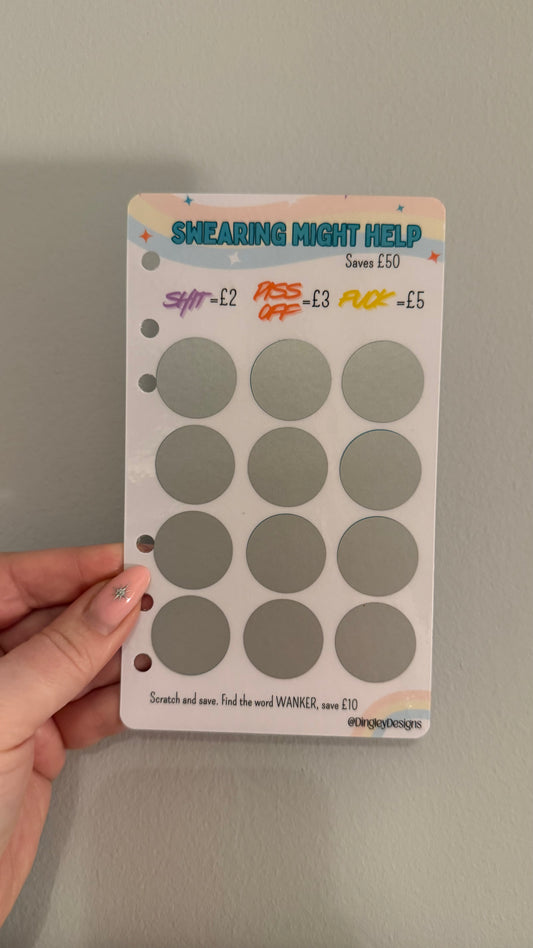 SWEARING MIGHT HELP
Saves £50
SHIT =£2 PISS OFF =£3 FUCK =£5
Scratch and save. Find the word WANKER, save £10
@DingleyDesigns